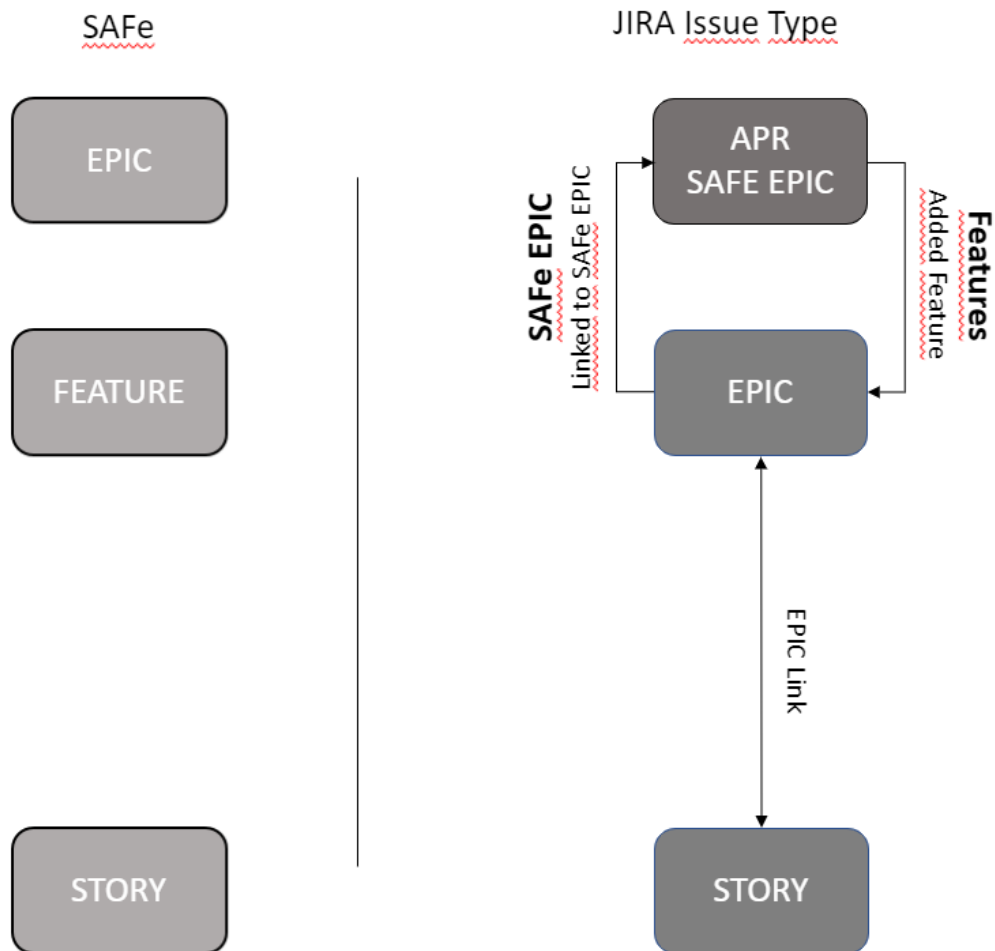 SAFe
JIRA Issue Type
EPIC
APR
SAFE EPIC
SAFe EPIC
Linked to SAFe EPIC
Features
Added Feature
FEATURE
EPIC
EPIC Link
STORY
STORY